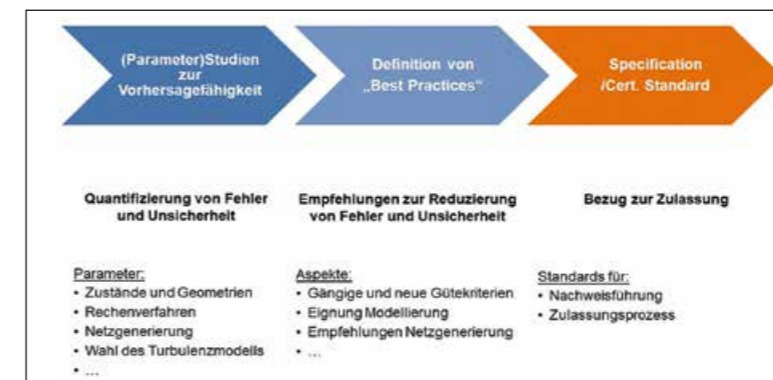 (Parameter)Studien
zur
Vorhersagefähigkeit
Definition von
„Best Practices“
Specification
/Cert. Standard
Quantifizierung von Fehler
und Unsicherheit
Empfehlungen zur Reduzierung
von Fehler und Unsicherheit
Bezug zur Zulassung
Parameter:
• Zustände und Geometrien
• Rechenverfahren
• Netzgenerierung
• Wahl des Turbulenzmodells
• ...
Aspekte:
• Gängige und neue Gütekriterien
• Eignung Modellierung
• Empfehlungen Netzgenerierung
• ...
Standards für:
• Nachweisführung
• Zulassungsprozess